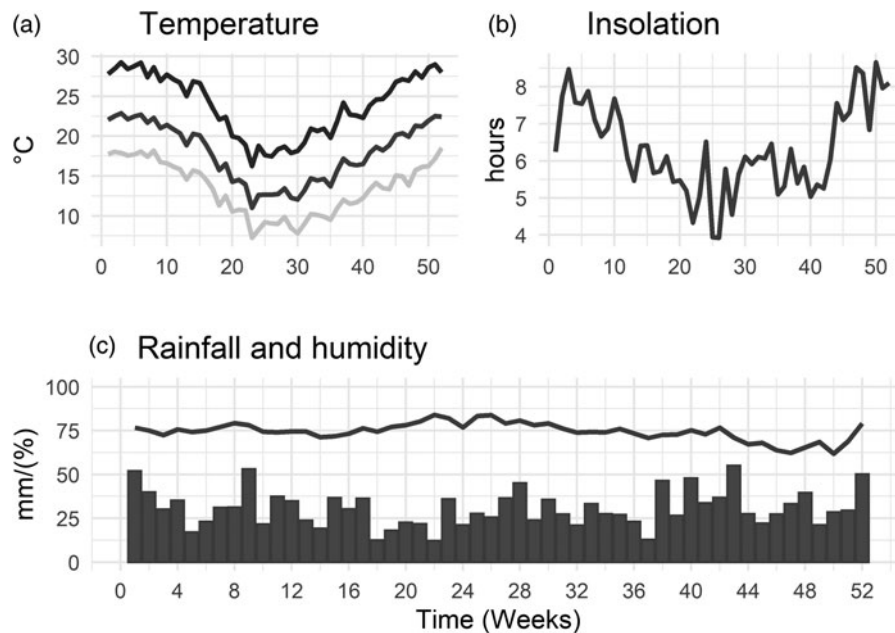 (a) Temperature
°C
30
25
20
15
10
0 10 20 30 40 50
(b) Insolation
hours
8
7
6
5
4
0 10 20 30 40 50
(c) Rainfall and humidity
mm/(%)
100
75
50
25
0
0 4 8 12 16 20 24 28 32 36 40 44 48 52
Time (Weeks)